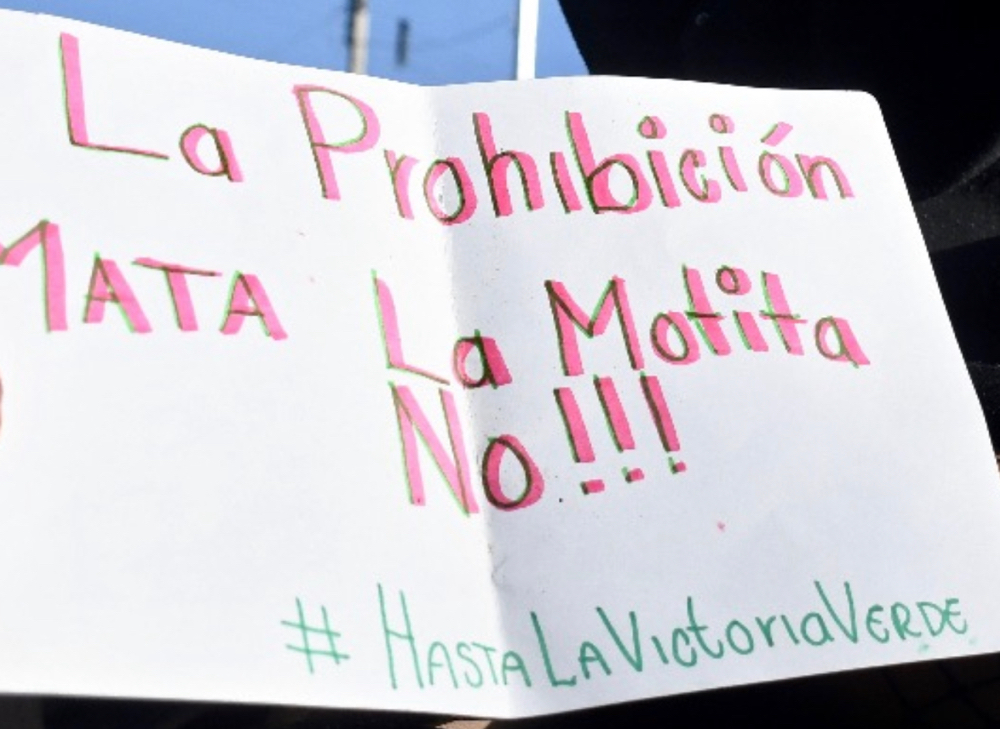 La Prohibición
MATA La Motita
No!!!
#HASTALAVictoriaVERDE